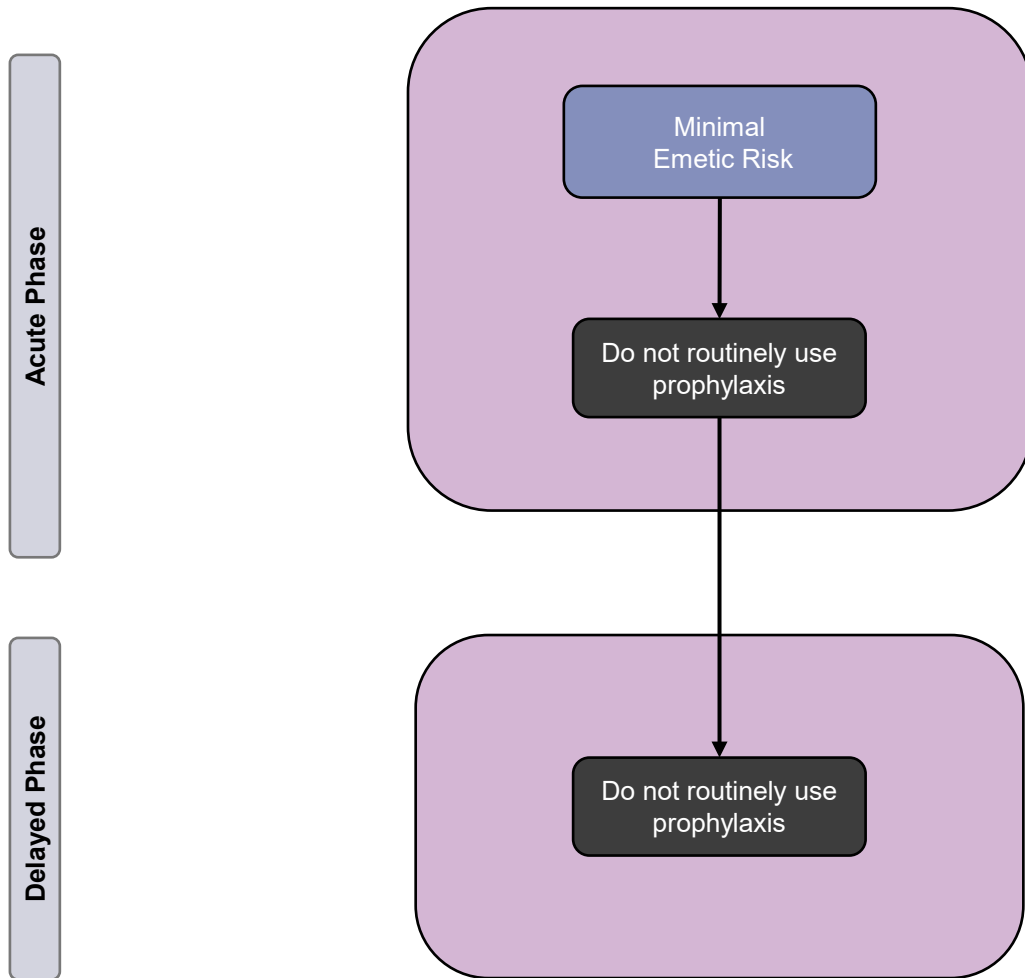 Acute Phase
Minimal
Emetic Risk
Do not routinely use
prophylaxis
Delayed Phase
Do not routinely use
prophylaxis